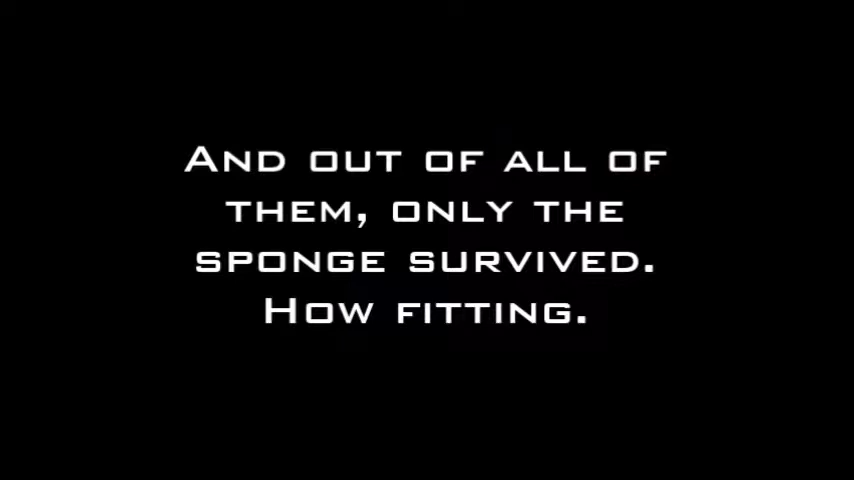 And out of all of
them, only the
sponge survived.
How fitting.